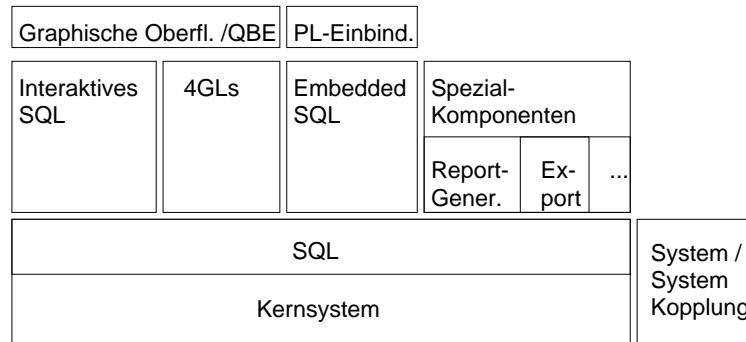 Graphische Oberfl. /QBE
PL-Einbind.
Interaktives
SQL
4GLs
Embedded
SQL
Spezial-
Komponenten
Report-
Gener.
Ex-
port
...
SQL
Kernsystem
System /
System
Kopplung